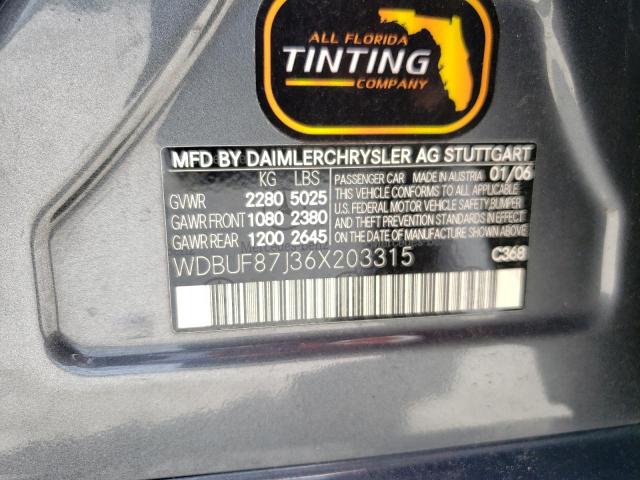 ALL FLORIDA
TINTING
COMPANY
MFD BY DAIMLERCHRYSLER AG STUTTGART
KG LBS
GVWR 2280 5025
GAWR FRONT 1080 2380
GAWR REAR 1200 2645
PASSENGER CAR MADE IN AUSTRIA 01/06
THIS VEHICLE CONFORMS TO ALL APPLICABLE
U.S. FEDERAL MOTOR VEHICLE SAFETY, BUMPER
AND THEFT PREVENTION STANDARDS IN EFFECT
ON THE DATE OF MANUFACTURE SHOWN ABOVE
WDBUF87J36X203315
C368